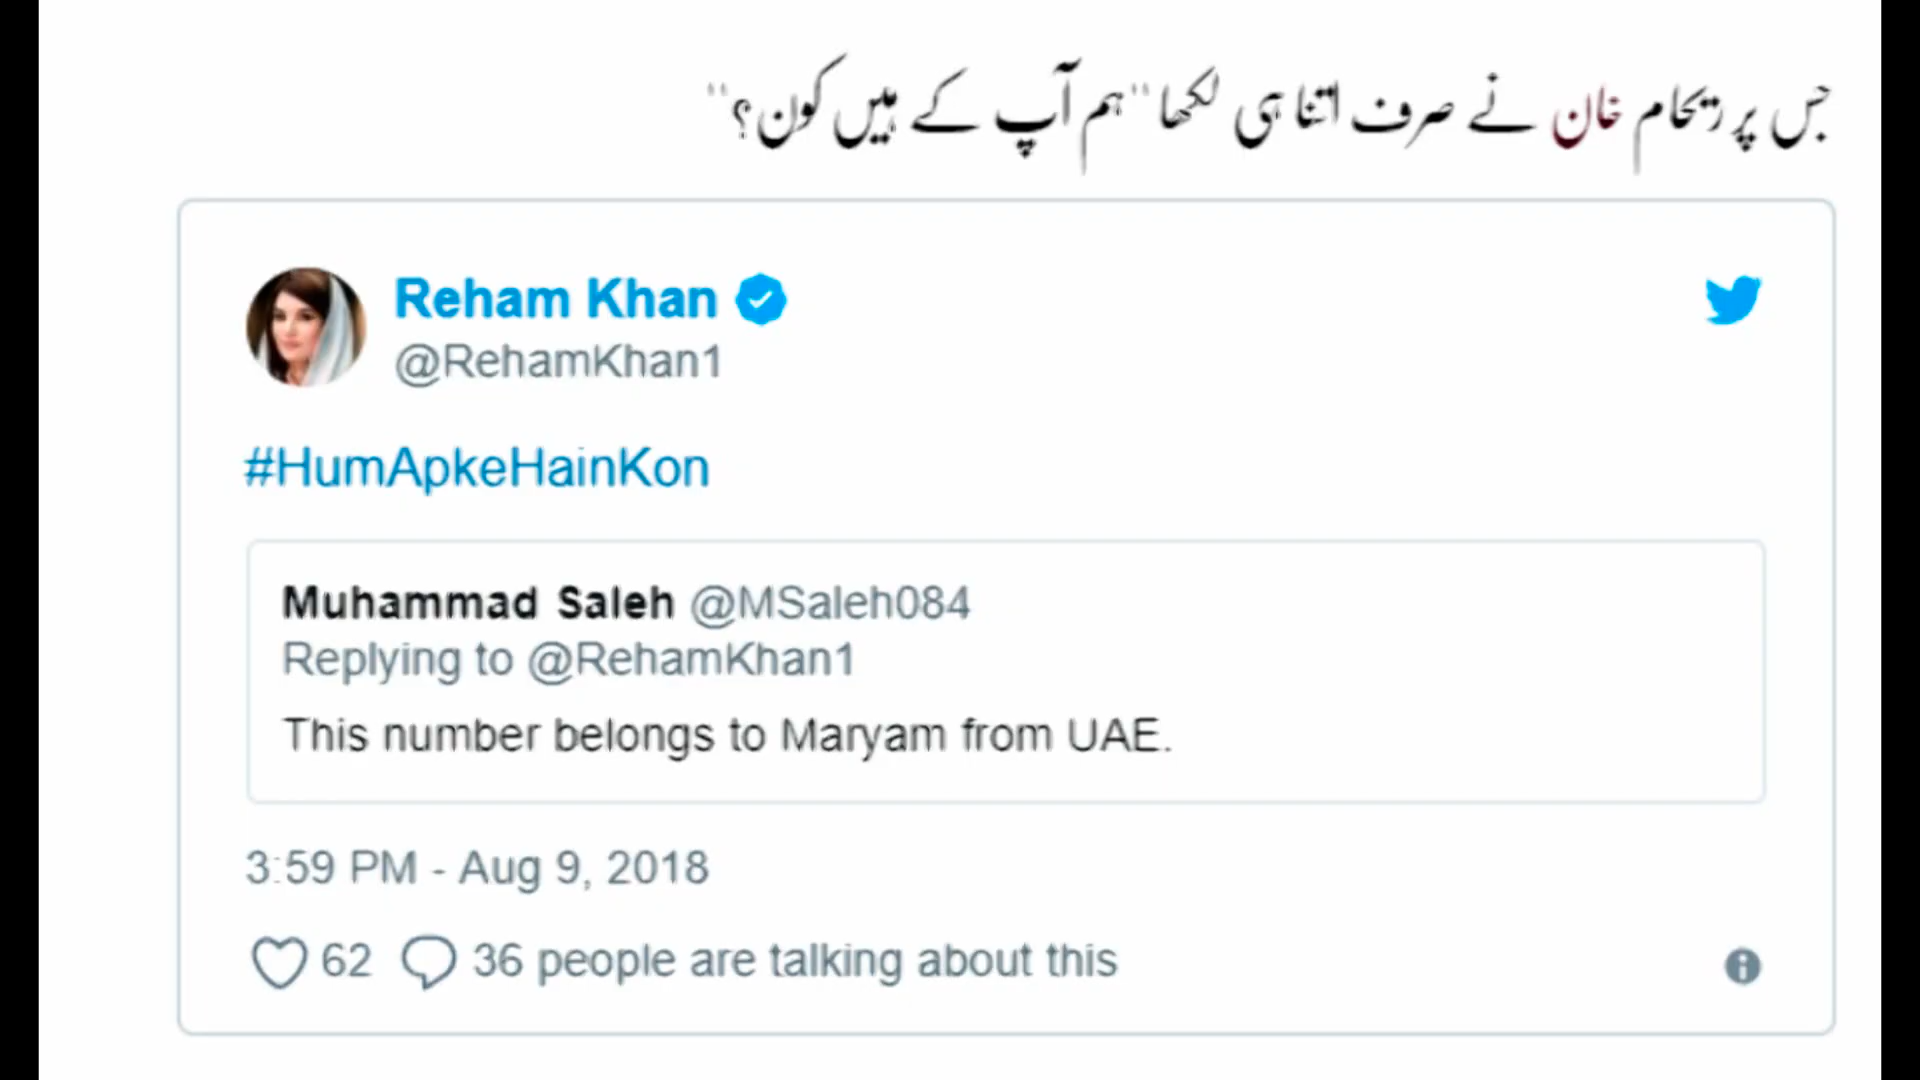 جس پر ریحام خان نے صرف اتنا ہی لکھا "ہم آپ کے ہیں کون؟"
Reham Khan
@RehamKhan1
#HumApkeHainKon
Muhammad Saleh @MSaleh084
Replying to @RehamKhan1
This number belongs to Maryam from UAE.
3:59 PM - Aug 9, 2018
62 36 people are talking about this